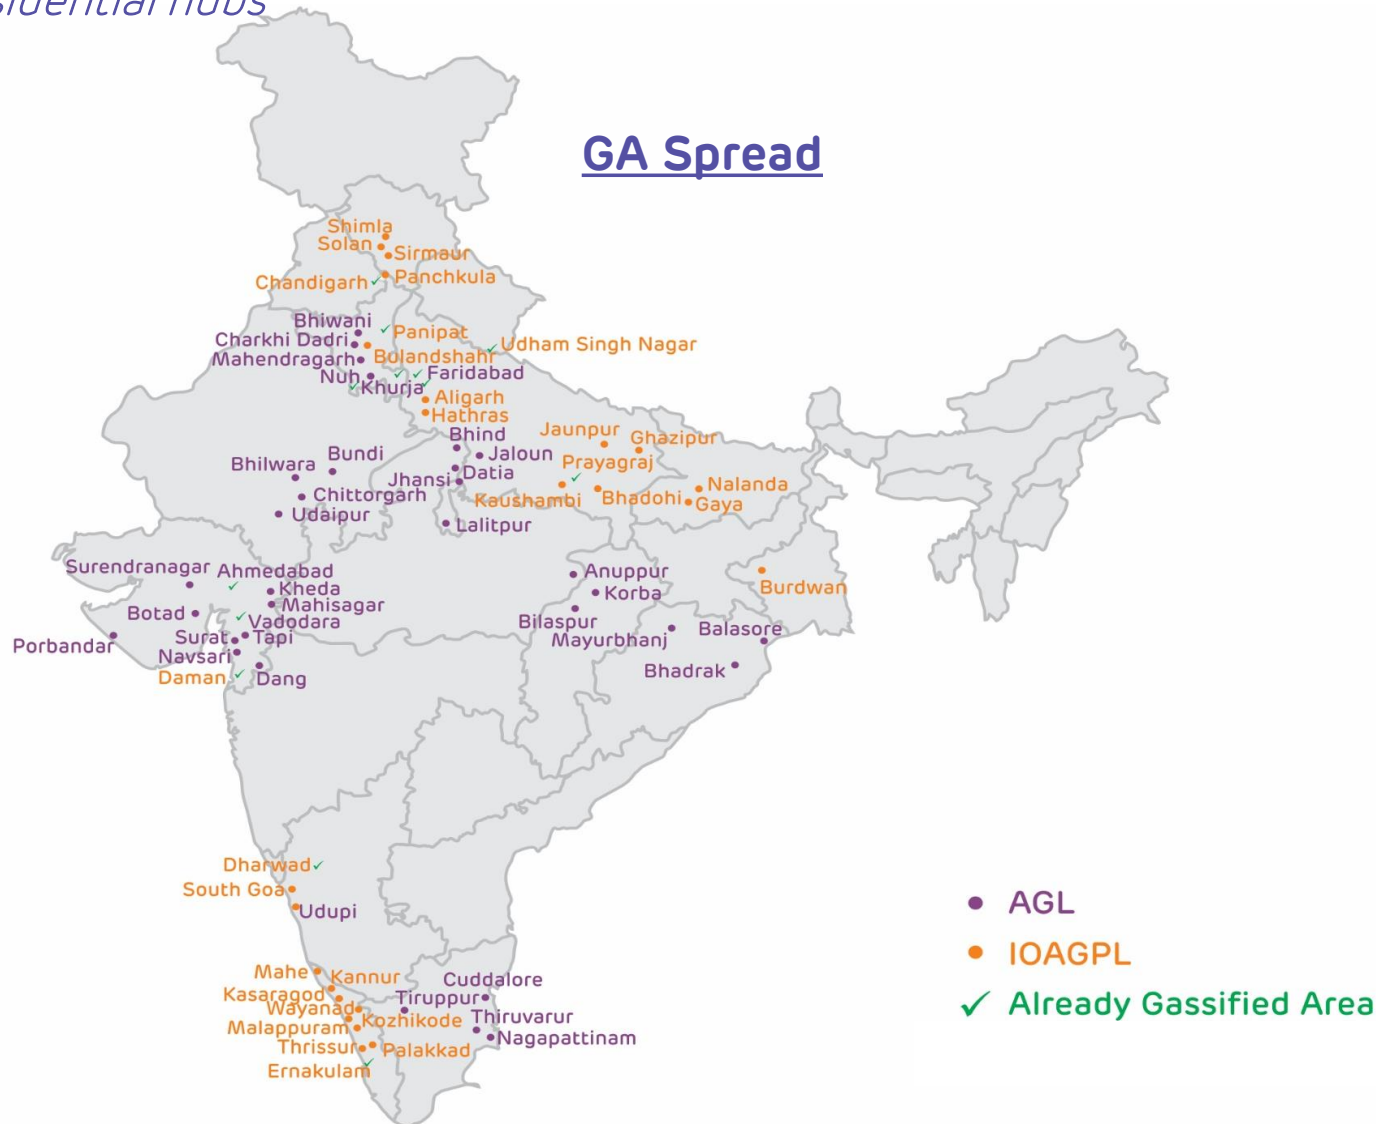 sidential hubs
GA Spread
Shimla
Solan
Sirmaur
Chandigarh
Panchkula
Bhiwani
Panipat
Charkhi Dadri
Udham Singh Nagar
Mahendragarh
Bulandshahr
Nuh
Faridabad
Khurja
Aligarh
Hathras
Bhind
Jaunpur
Ghazipur
Bundi
Jaloun
Bhilwara
Prayagraj
Datia
Jhansi
Nalanda
Chittorgarh
Kaushambi
Bhadohi
Gaya
Udaipur
Lalitpur
Surendranagar
Ahmedabad
Anuppur
Kheda
Burdwan
Korba
Mahisagar
Botad
Vadodara
Bilaspur
Balasore
Surat
Tapi
Mayurbhanj
Porbandar
Navsari
Bhadrak
Daman
Dang
Dharwad
South Goa
Udupi
AGL
IOAGPL
Already Gassified Area
Mahe
Kannur
Cuddalore
Kasaragod
Tiruppur
Wayanad
Thiruvarur
Kozhikode
Malappuram
Nagapattinam
Thrissur
Palakkad
Ernakulam